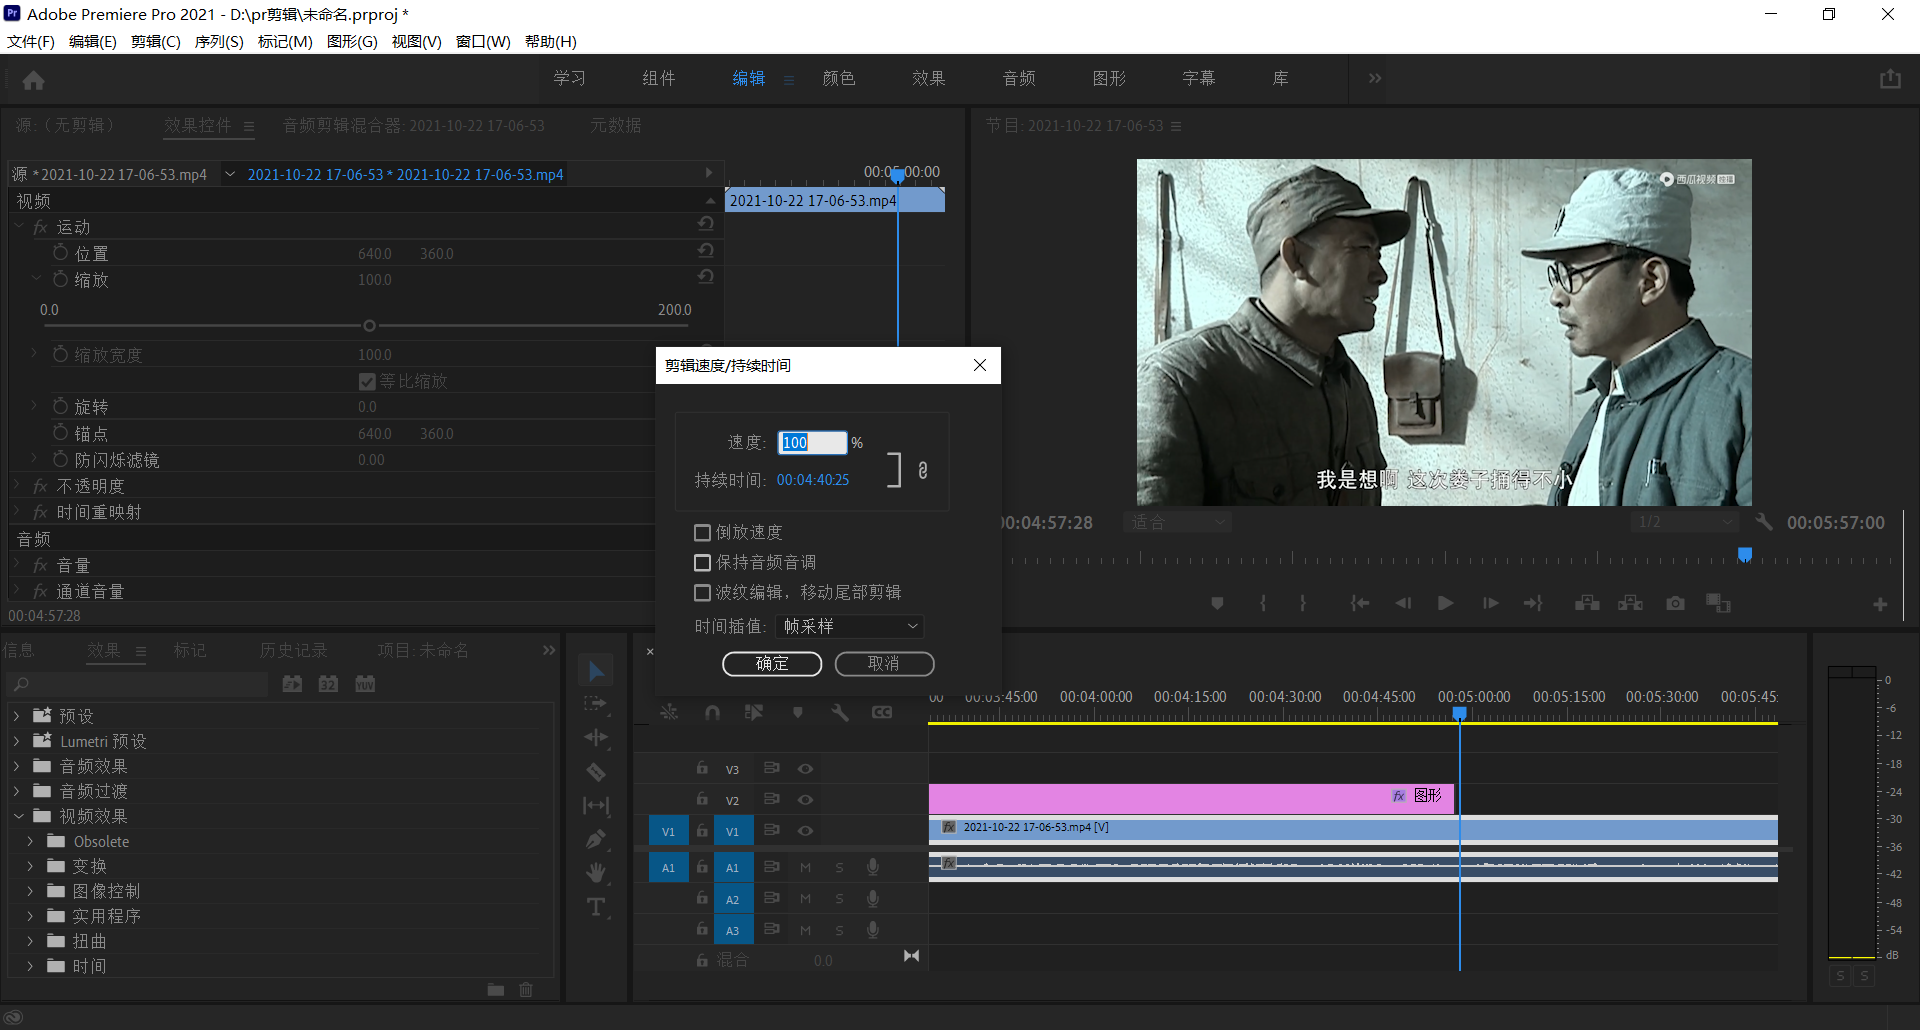 Adobe Premiere Pro 2021 - D:\pr剪辑\未命名.prproj *
文件(F) 编辑(E) 剪辑(C) 序列(S) 标记(M) 图形(G) 视图(V) 窗口(W) 帮助(H)
学习 组件 编辑 颜色 效果 音频 图形 字幕 库
源:（无剪辑） 效果控件 音频剪辑混合器: 2021-10-22 17-06-53 元数据
源 * 2021-10-22 17-06-53.mp4 2021-10-22 17-06-53 * 2021-10-22 17-06-53.mp4
00:05:00:00
2021-10-22 17-06-53.mp4
视频
fx 运动
位置 640.0 360.0
缩放 100.0
0.0 200.0
缩放宽度 100.0
等比缩放
旋转 0.0
锚点 640.0 360.0
防闪烁滤镜 0.00
fx 不透明度
fx 时间重映射
音频
fx 音量
fx 通道音量
00:04:57:28
节目: 2021-10-22 17-06-53
西瓜视频
我是想啊 这次娄子捅得不小
00:04:57:28 适合 1/2 00:05:57:00
剪辑速度/持续时间
速度: 100 %
持续时间: 00:04:40:25
倒放速度
保持音频音调
波纹编辑，移动尾部剪辑
时间插值: 帧采样
确定 取消
信息 效果 标记 历史记录 项目: 未命名
32 YUV
预设
Lumetri 预设
音频效果
音频过渡
视频效果
Obsolete
变换
图像控制
实用程序
扭曲
时间
T
CC
00 00:03:45:00 00:04:00:00 00:04:15:00 00:04:30:00 00:04:45:00 00:05:00:00 00:05:15:00 00:05:30:00 00:05:45:
V3
V2 fx 图形
V1 V1 fx 2021-10-22 17-06-53.mp4 [V]
A1 A1 M S fx
A2 M S
A3 M S
混合 0.0
0
-6
-12
-18
-24
-30
-36
-42
-48
-54
dB
S S